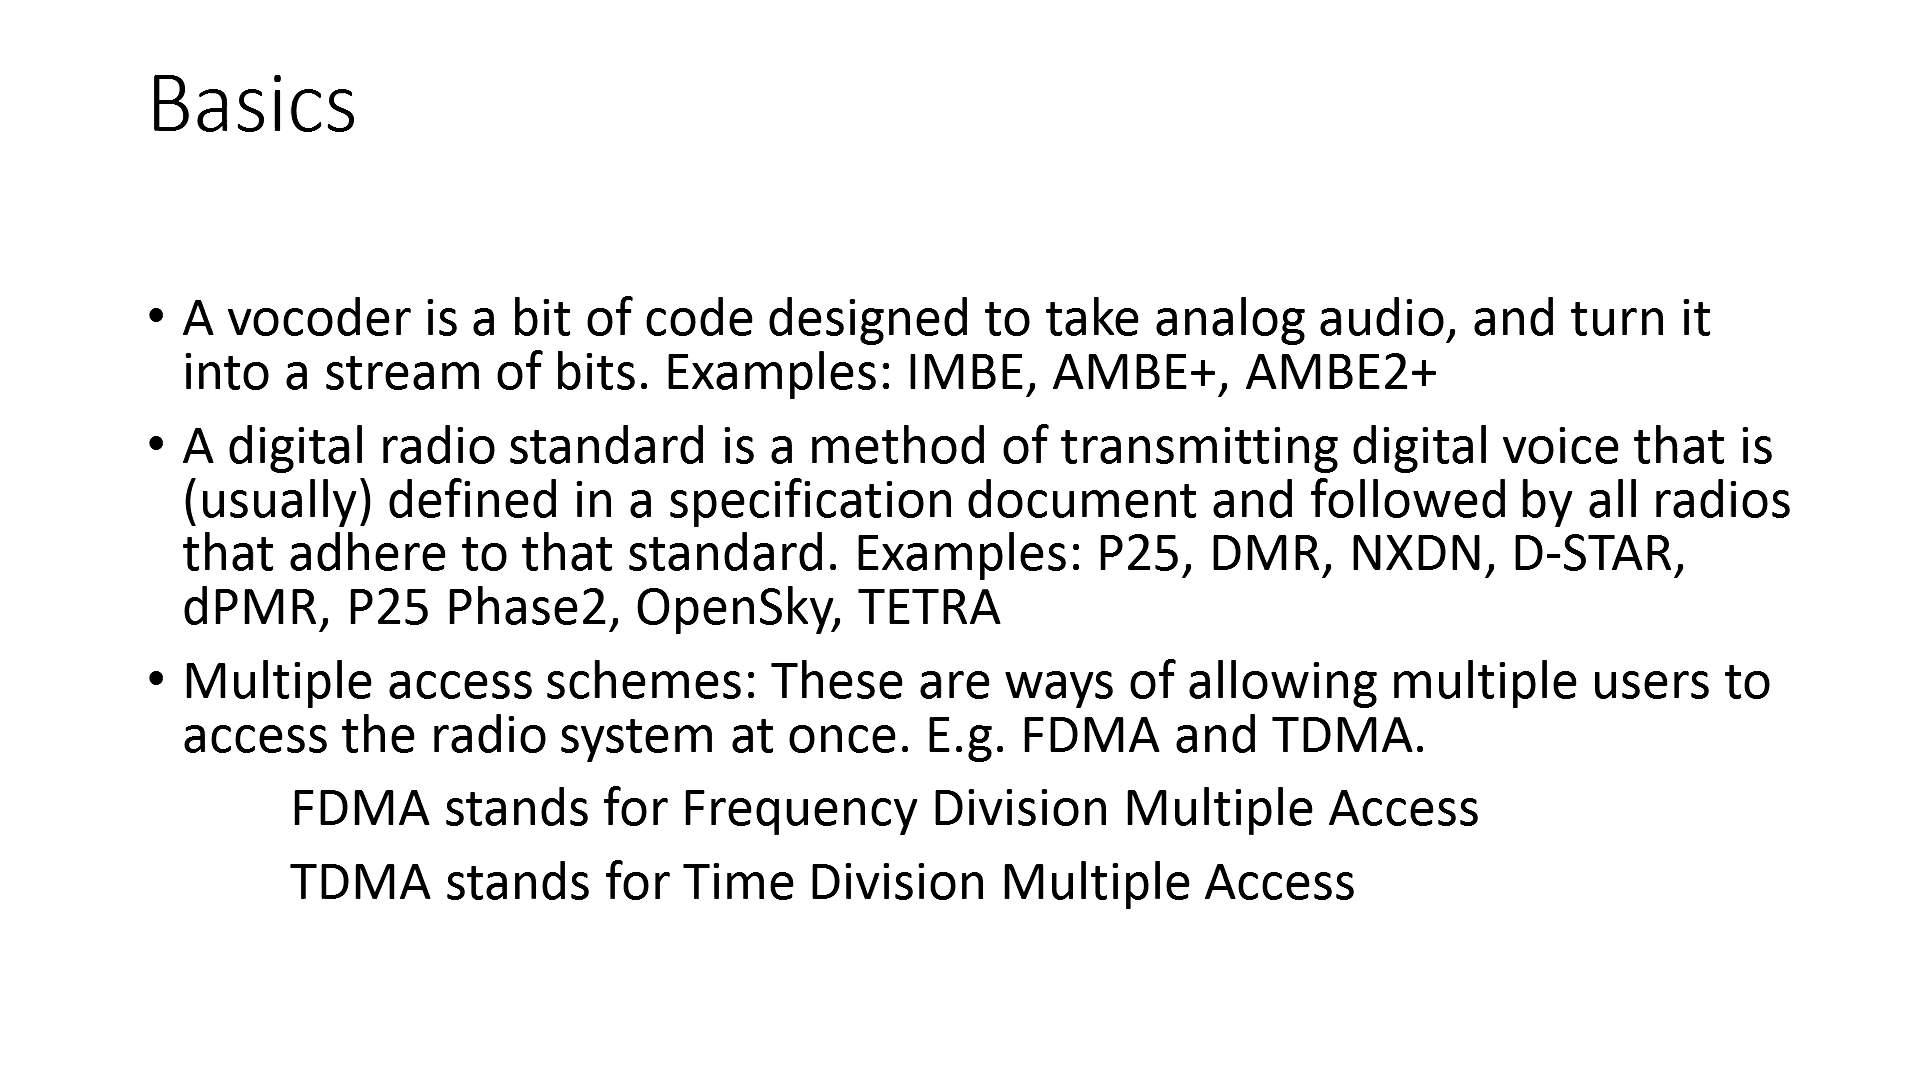 Basics
• A vocoder is a bit of code designed to take analog audio, and turn it
into a stream of bits. Examples: IMBE, AMBE+, AMBE2+
• A digital radio standard is a method of transmitting digital voice that is
(usually) defined in a specification document and followed by all radios
that adhere to that standard. Examples: P25, DMR, NXDN, D-STAR,
dPMR, P25 Phase2, OpenSky, TETRA
• Multiple access schemes: These are ways of allowing multiple users to
access the radio system at once. E.g. FDMA and TDMA.
FDMA stands for Frequency Division Multiple Access
TDMA stands for Time Division Multiple Access